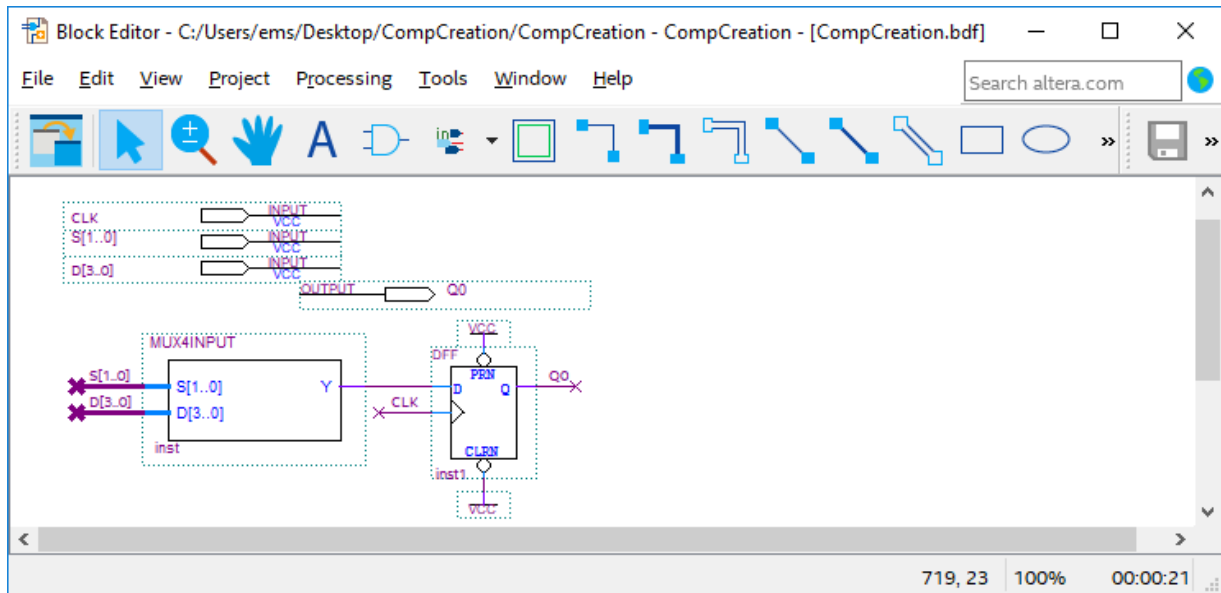 Block Editor - C:/Users/ems/Desktop/CompCreation/CompCreation - CompCreation - [CompCreation.bdf]
File Edit View Project Processing Tools Window Help Search altera.com
A in » »
CLK INPUT VCC
S[1..0] INPUT VCC
D[3..0] INPUT VCC
OUTPUT Q0
VCC
MUX4INPUT DFF
PRN
S[1..0] S[1..0] Y D Q Q0
D[3..0] D[3..0] CLK
inst CLRN
inst1
VCC
719, 23 100% 00:00:21